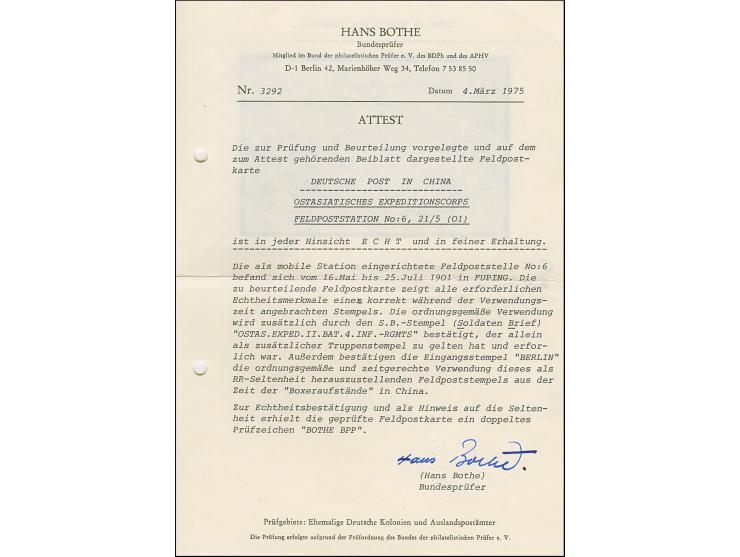 HANS BOTHE
Bundesprüfer
Mitglied im Bund der philatelistischen Prüfer e. V. des BDPh und des APHV
D-1 Berlin 42, Marienhöher Weg 34, Telefon 7 53 85 50
Nr. 3292 Datum 4.März 1975
ATTEST
Die zur Prüfung und Beurteilung vorgelegte und auf dem
zum Attest gehörenden Beiblatt dargestellte Feldpost-
karte
DEUTSCHE POST IN CHINA
OSTASIATISCHES EXPEDITIONSCORPS
FELDPOSTSTATION No:6, 21/5 (O1)
ist in jeder Hinsicht E C H T und in feiner Erhaltung.
Die als mobile Station eingerichtete Feldpoststelle No:6
befand sich vom 16.Mai bis 25.Juli 1901 in FUPING. Die
zu beurteilende Feldpostkarte zeigt alle erforderlichen
Echtheitsmerkmale eines korrekt während der Verwendungs-
zeit angebrachten Stempels. Die ordnungsgemäße Verwendung
wird zusätzlich durch den S.B.-Stempel (Soldaten Brief)
"OSTAS.EXPED.II.BAT.4.INF.-RGMTS" bestätigt, der allein
als zusätzlicher Truppenstempel zu gelten hat und erfor-
lich war. Außerdem bestätigen die Eingangsstempel "BERLIN"
die ordnungsgemäße und zeitgerechte Verwendung dieses als
RR-Seltenheit herauszustellenden Feldpoststempels aus der
Zeit der "Boxeraufstände" in China.
Zur Echtheitsbestätigung und als Hinweis auf die Selten-
heit erhielt die geprüfte Feldpostkarte ein doppeltes
Prüfzeichen "BOTHE BPP".
Hans Bothe.
(Hans Bothe)
Bundesprüfer
Prüfgebiete: Ehemalige Deutsche Kolonien und Auslandspostämter
Die Prüfung erfolgte aufgrund der Prüfordnung des Bundes der philatelistischen Prüfer e. V.